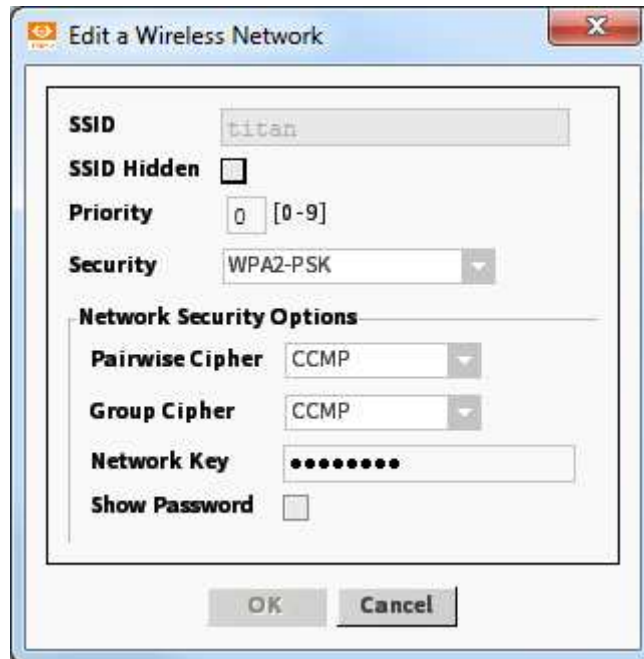 Edit a Wireless Network
SSID titan
SSID Hidden
Priority 0 [0-9]
Security WPA2-PSK
Network Security Options
Pairwise Cipher CCMP
Group Cipher CCMP
Network Key ••••••••
Show Password
OK Cancel